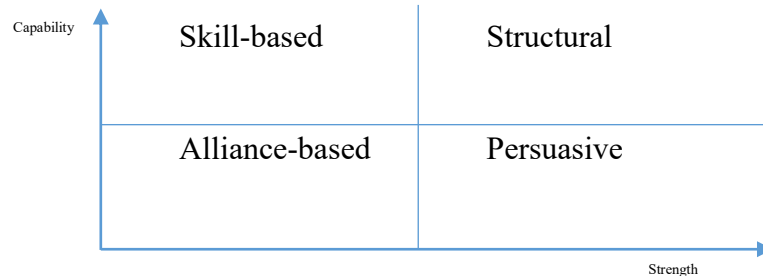 Capability
Skill-based
Structural
Alliance-based
Persuasive
Strength